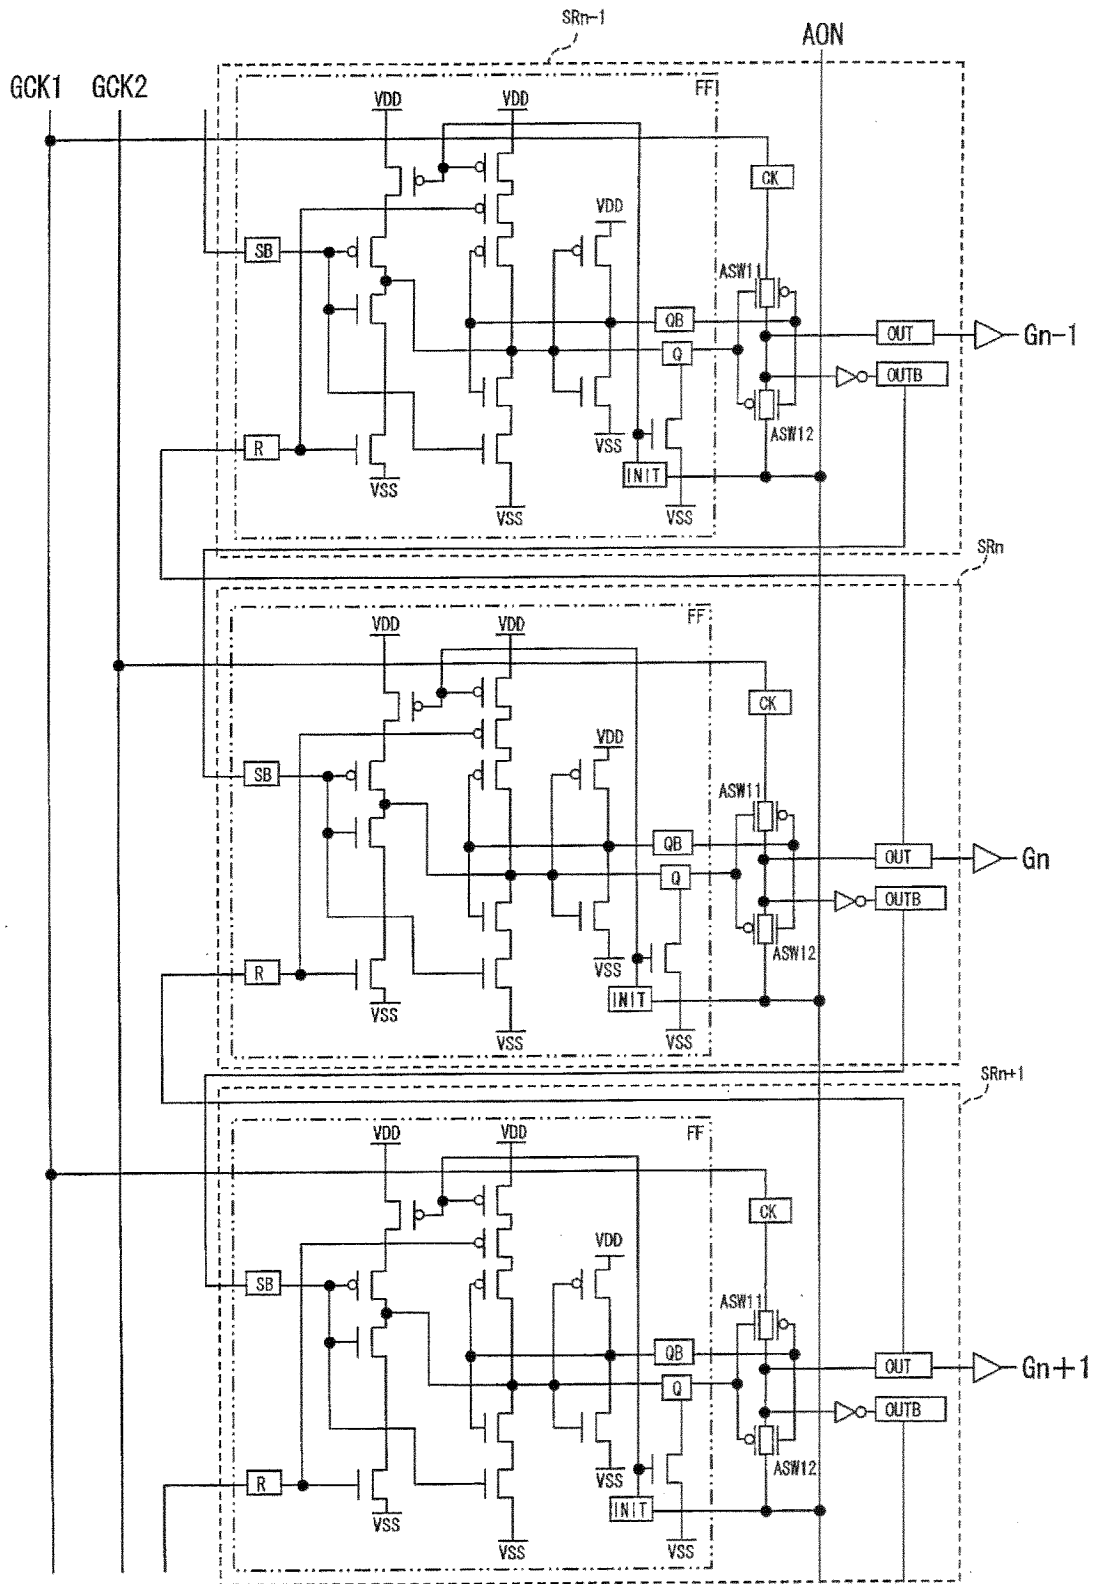 SRn-1
AON
GCK1 GCK2
FF
VDD VDD
CK
VDD
SB
ASW11
QB
OUT Gn-1
Q
OUTB
ASW12
R
VSS
INIT
VSS
VSS VSS
SRn
FF
VDD VDD
CK
VDD
SB
ASW11
QB
OUT Gn
Q
OUTB
ASW12
VSS
R
INIT
VSS
VSS VSS
SRn+1
FF
VDD VDD
CK
VDD
SB
ASW11
QB
OUT Gn+1
Q
OUTB
ASW12
VSS
R
INIT
VSS
VSS VSS